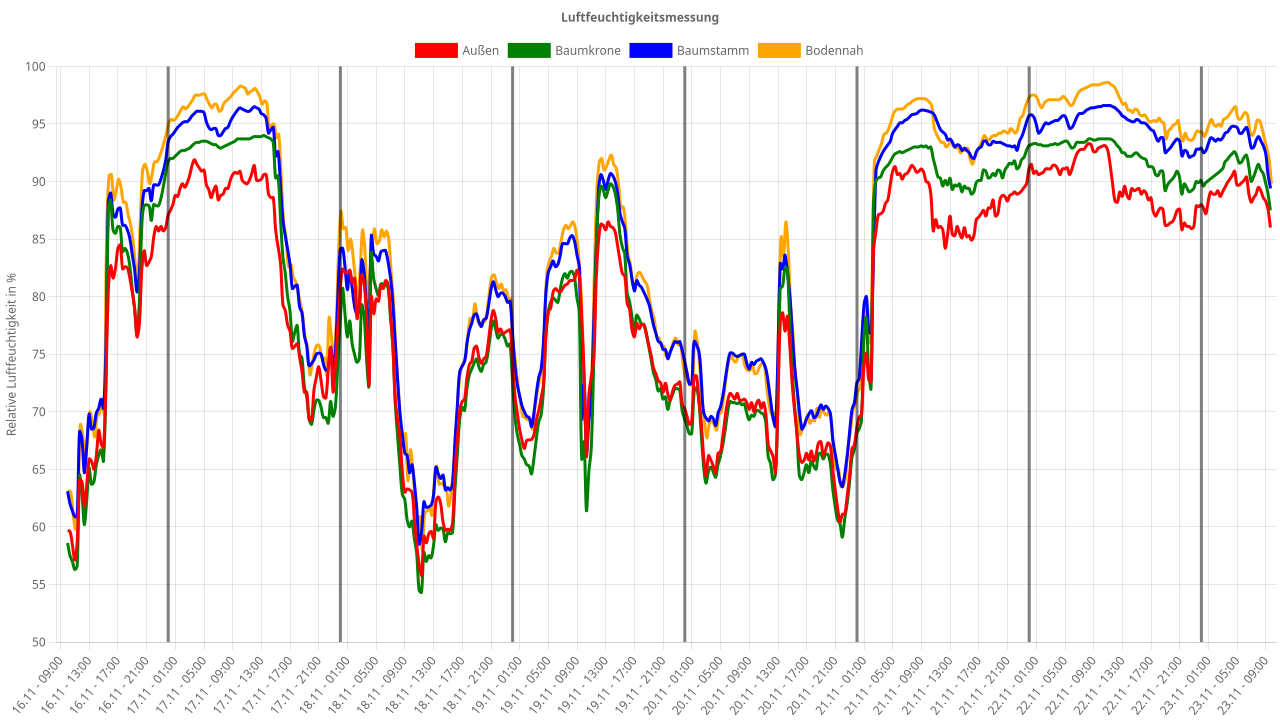 Luftfeuchtigkeitsmessung
Außen Baumkrone Baumstamm Bodennah
Relative Luftfeuchtigkeit in %
100
95
90
85
80
75
70
65
60
55
50
16.11 - 09:00
16.11 - 13:00
16.11 - 17:00
16.11 - 21:00
17.11 - 01:00
17.11 - 05:00
17.11 - 09:00
17.11 - 13:00
17.11 - 17:00
17.11 - 21:00
18.11 - 01:00
18.11 - 05:00
18.11 - 09:00
18.11 - 13:00
18.11 - 17:00
18.11 - 21:00
19.11 - 01:00
19.11 - 05:00
19.11 - 09:00
19.11 - 13:00
19.11 - 17:00
19.11 - 21:00
20.11 - 01:00
20.11 - 05:00
20.11 - 09:00
20.11 - 13:00
20.11 - 17:00
20.11 - 21:00
21.11 - 01:00
21.11 - 05:00
21.11 - 09:00
21.11 - 13:00
21.11 - 17:00
21.11 - 21:00
22.11 - 01:00
22.11 - 05:00
22.11 - 09:00
22.11 - 13:00
22.11 - 17:00
22.11 - 21:00
23.11 - 01:00
23.11 - 05:00
23.11 - 09:00